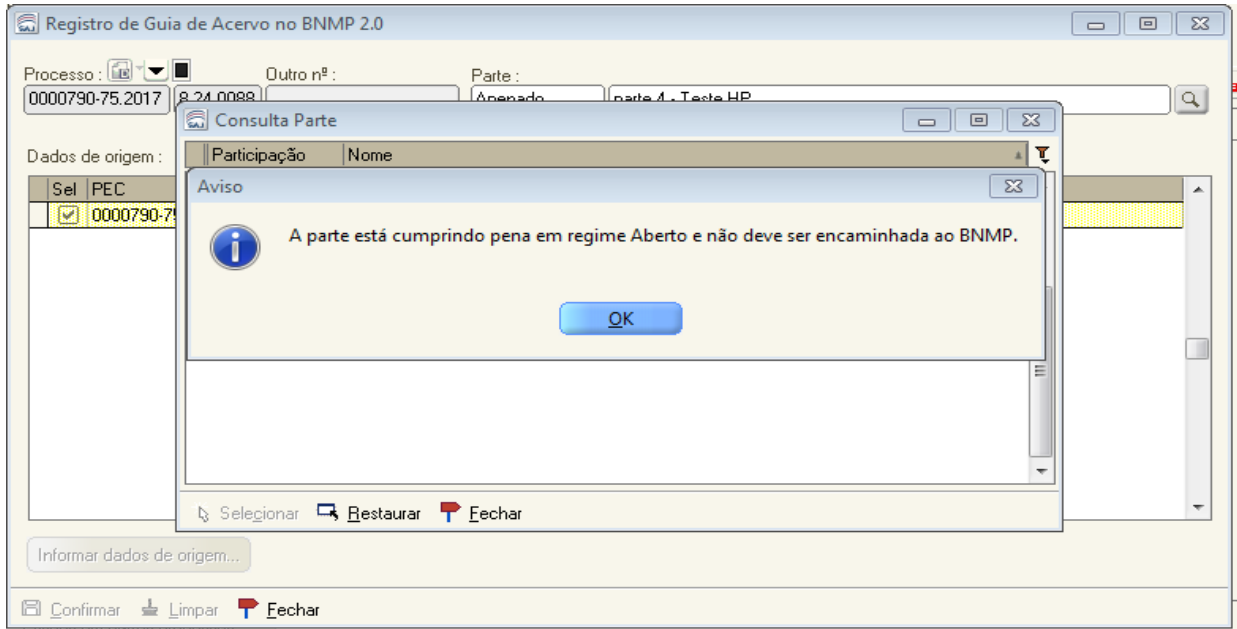 Registro de Guia de Acervo no BNMP 2.0
Processo : Outro nº : Parte :
0000790-75.2017 8.24.0088 Apenado parte 4 - Teste HP
Consulta Parte
Dados de origem : Participação Nome
Sel PEC Aviso
0000790-75
A parte está cumprindo pena em regime Aberto e não deve ser encaminhada ao BNMP.
OK
Selecionar Restaurar Fechar
Informar dados de origem...
Confirmar Limpar Fechar